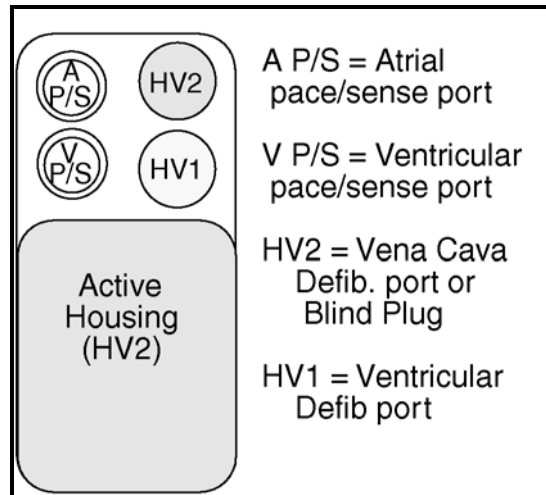 A
P/S
HV2
V
P/S
HV1
Active
Housing
(HV2)
A P/S = Atrial
pace/sense port
V P/S = Ventricular
pace/sense port
HV2 = Vena Cava
Defib. port or
Blind Plug
HV1 = Ventricular
Defib port